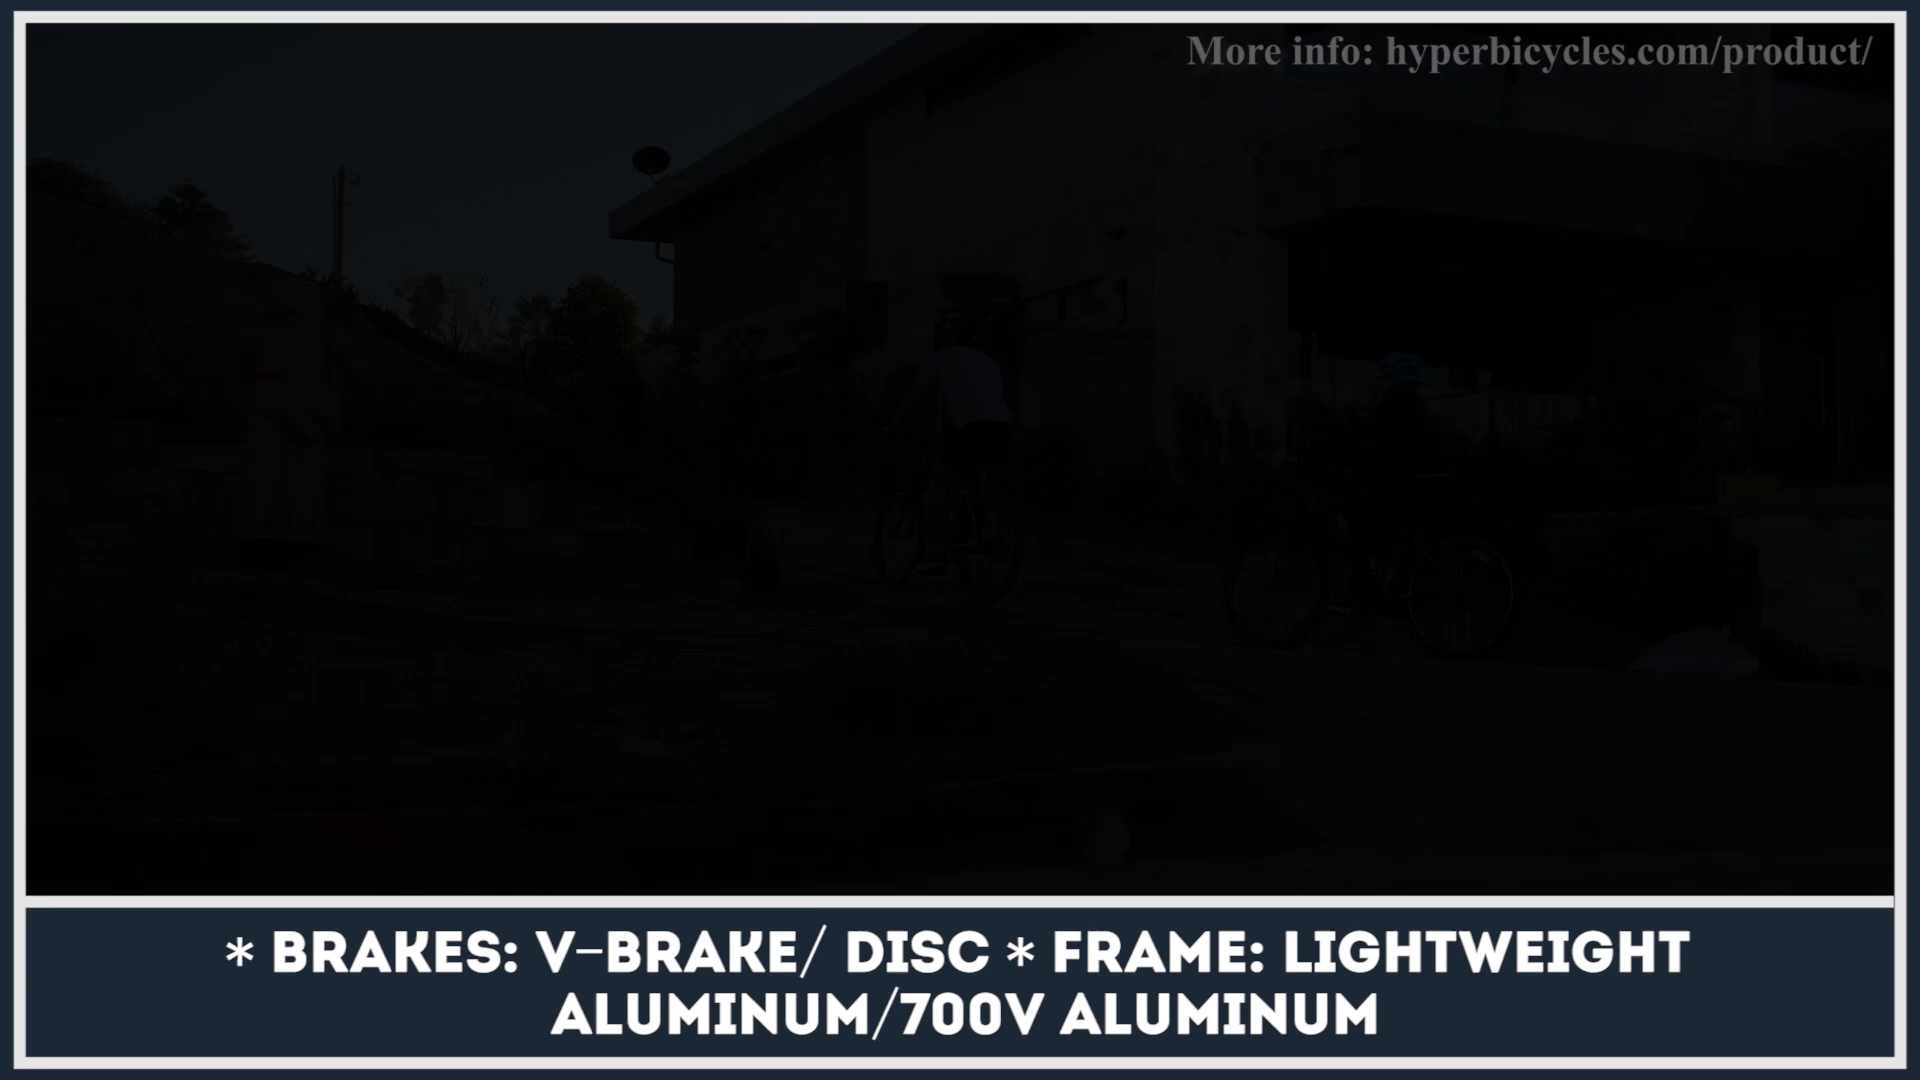 More info: hyperbicycles.com/product/
* BRAKES: V-BRAKE/ DISC * FRAME: LIGHTWEIGHT
ALUMINUM/700V ALUMINUM